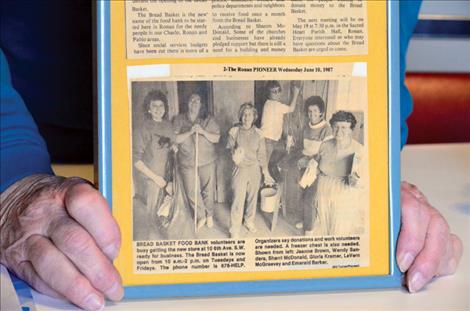 Basket.
The Bread Basket is the new
name of the food bank to be star-
ted here in Ronan for the needy
people in our Charlo, Ronan and
Pablo areas.
Since social services budgets
have been cut there is more of a
police departments and neighbors
to receive food once a month
from the Bread Basket.
According to Sharon Mc-
Donald, Some of the churches
and businesses have already
pledged support but there is still a
need for a building and money
donate money to the Bread
Basket.
The next meeting will be on
May 19 p.m. in the Sacred
Heart Parish Hall, Ronan.
Everyone interested or who may
have questions about the Bread
Basket are urged to come.
2-The Ronan PIONEER Wednesday June 10, 1987
BREAD BASKET FOOD BANK volunteers are
busy getting the new store at 10 6th Ave. S.W.
ready for business. The Bread Basket is now
open from 10 a.m.-2 p.m. on Tuesdays and
Fridays. The phone number is 676-HELP.
Organizers say donations and work volunteers
are needed. A freezer chest is also needed.
Shown from left: Jeanne Brown, Wendy San-
ders, Sherri McDonald, Gloria Kramer, LaVern
McGreevey and Emerald Barker.